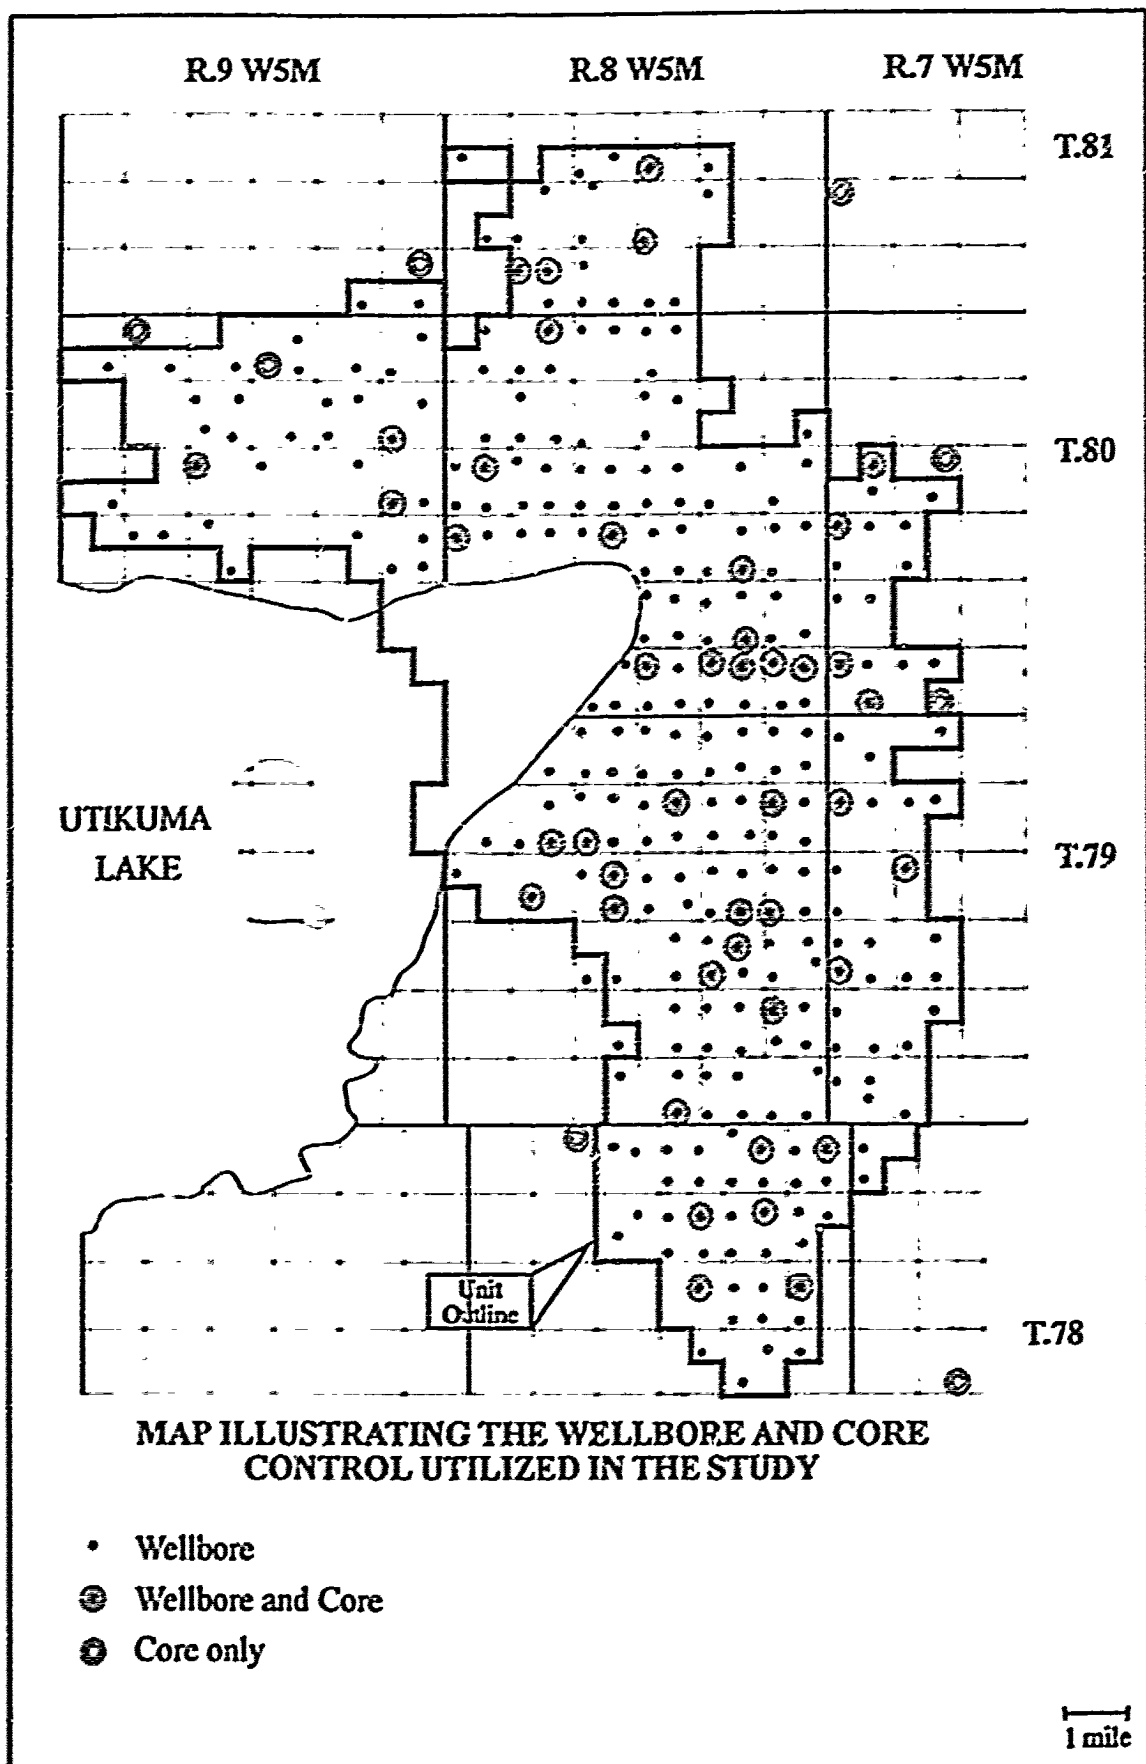 R.9 W5M R.8 W5M R.7 W5M
T.81
T.80
UTIKUMA
LAKE
T.79
Unit
Outline
T.78
MAP ILLUSTRATING THE WELLBORE AND CORE
CONTROL UTILIZED IN THE STUDY
Wellbore
Wellbore and Core
Core only
1 mile